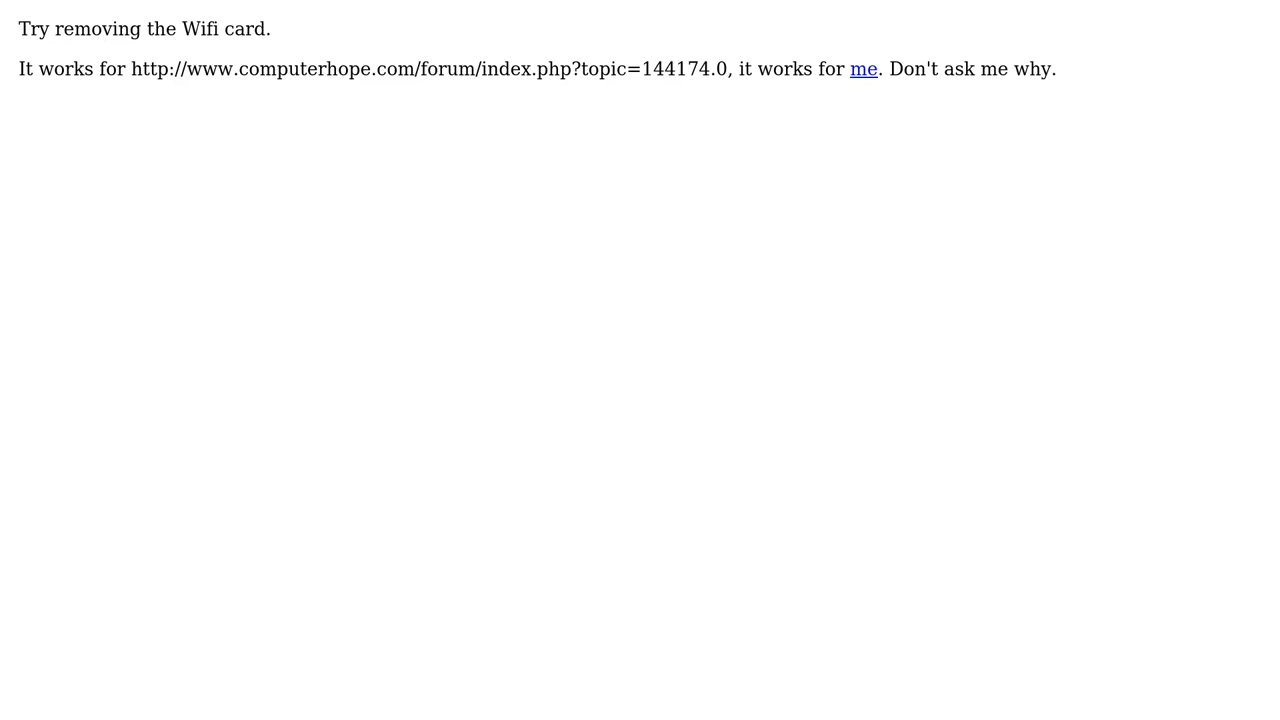 Try removing the Wifi card.
It works for http://www.computerhope.com/forum/index.php?topic=144174.0, it works for me. Don't ask me why.